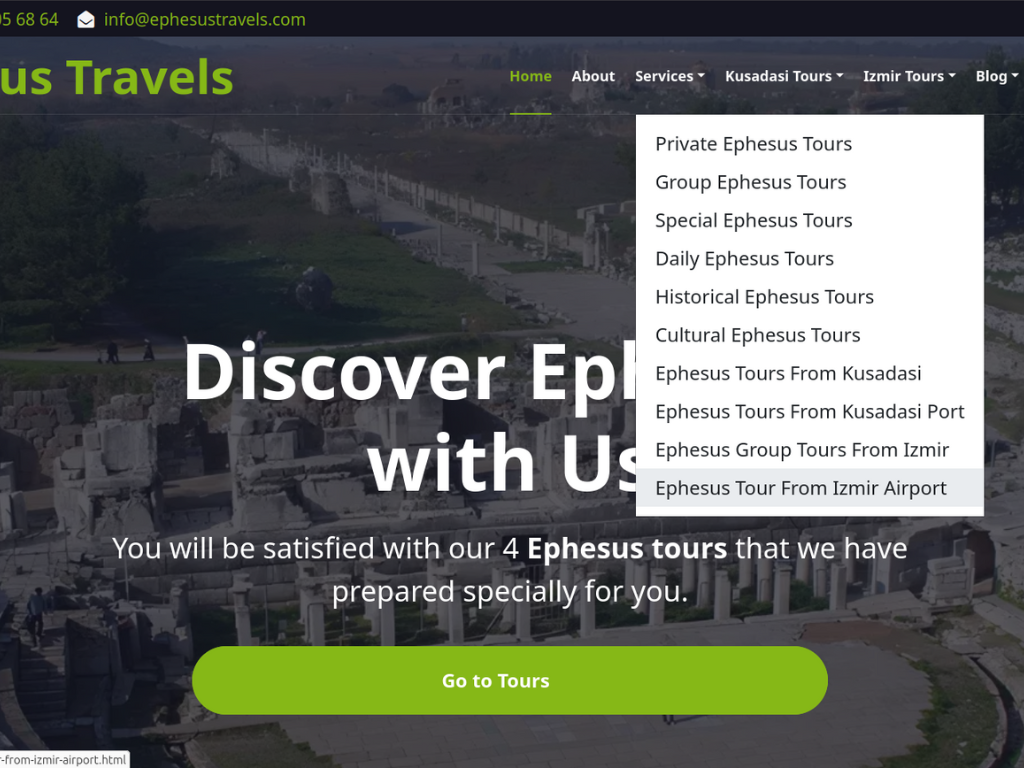 5 68 64 info@ephesustravels.com
us Travels
Home About Services Kusadasi Tours Izmir Tours Blog
Private Ephesus Tours
Group Ephesus Tours
Special Ephesus Tours
Daily Ephesus Tours
Historical Ephesus Tours
Cultural Ephesus Tours
Ephesus Tours From Kusadasi
Ephesus Tours From Kusadasi Port
Ephesus Group Tours From Izmir
Ephesus Tour From Izmir Airport
Discover Eph
with Us
You will be satisfied with our 4 Ephesus tours that we have
prepared specially for you.
Go to Tours
r-from-izmir-airport.html